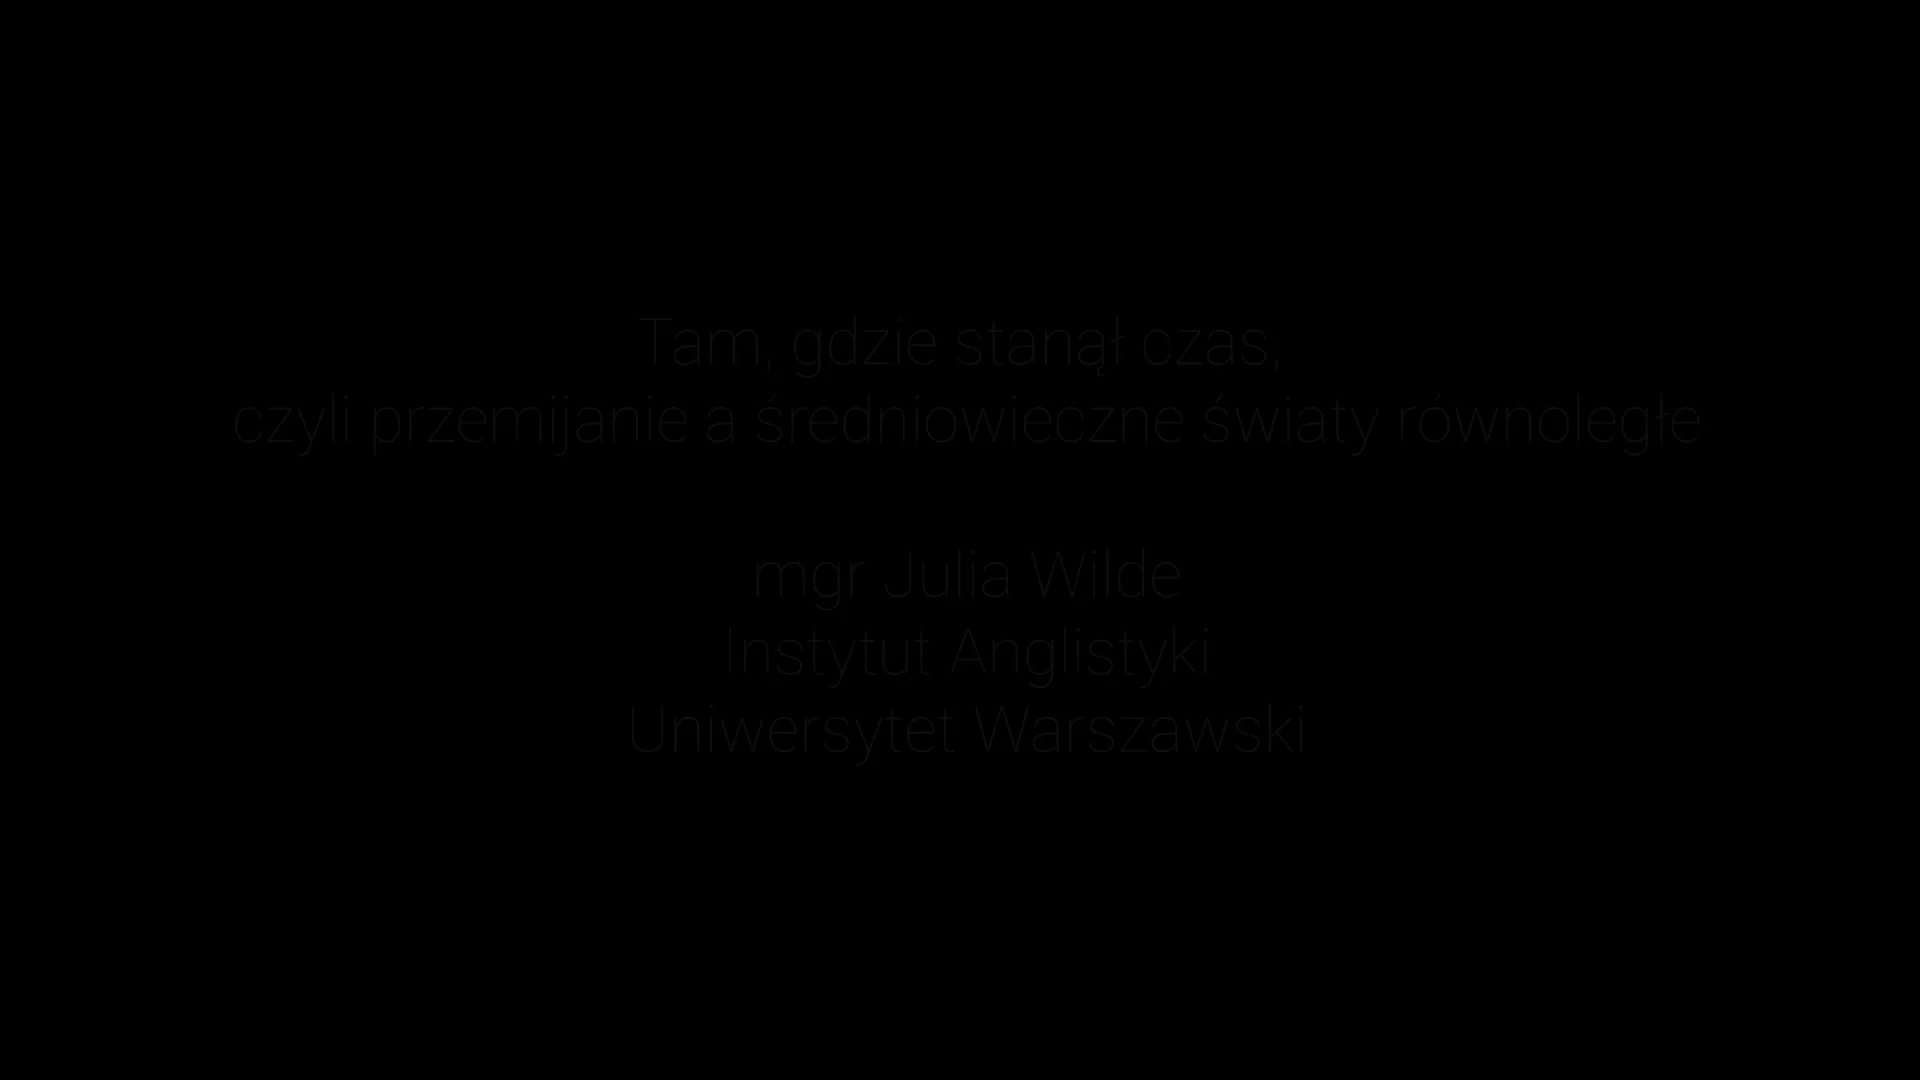 Tam, gdzie stanął czas,
czyli przemijanie a średniowieczne światy równoległe
mgr Julia Wilde
Instytut Anglistyki
Uniwersytet Warszawski